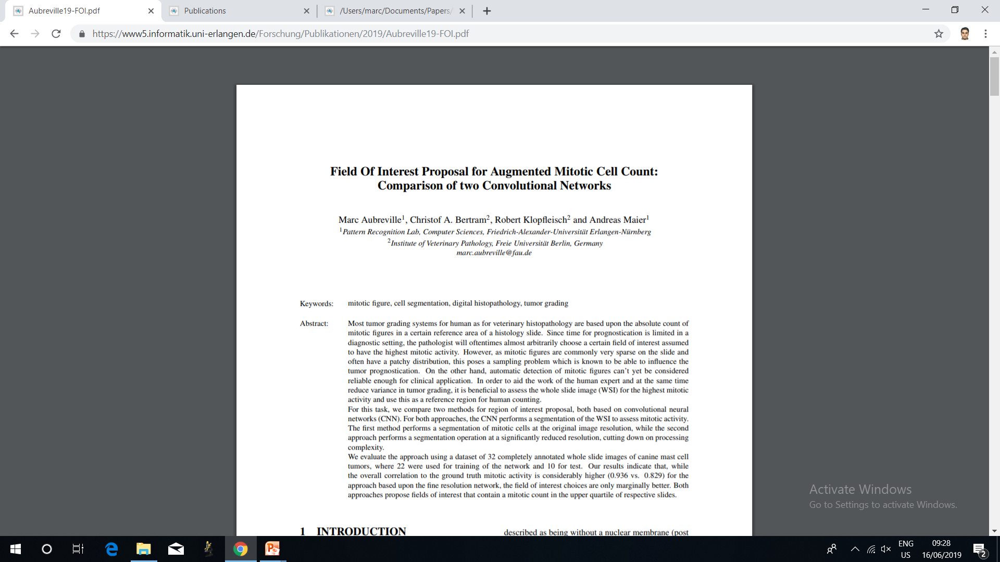 Aubreville19-FOI.pdf
Publications
/Users/marc/Documents/Papers/
https://www5.informatik.uni-erlangen.de/Forschung/Publikationen/2019/Aubreville19-FOI.pdf
Field Of Interest Proposal for Augmented Mitotic Cell Count:
Comparison of two Convolutional Networks
Marc Aubreville1, Christof A. Bertram2, Robert Klopfleisch2 and Andreas Maier1
1Pattern Recognition Lab, Computer Sciences, Friedrich-Alexander-Universität Erlangen-Nürnberg
2Institute of Veterinary Pathology, Freie Universität Berlin, Germany
marc.aubreville@fau.de
Keywords: mitotic figure, cell segmentation, digital histopathology, tumor grading
Abstract: Most tumor grading systems for human as for veterinary histopathology are based upon the absolute count of
mitotic figures in a certain reference area of a histology slide. Since time for prognostication is limited in a
diagnostic setting, the pathologist will oftentimes almost arbitrarily choose a certain field of interest assumed
to have the highest mitotic activity. However, as mitotic figures are commonly very sparse on the slide and
often have a patchy distribution, this poses a sampling problem which is known to be able to influence the
tumor prognostication. On the other hand, automatic detection of mitotic figures can't yet be considered
reliable enough for clinical application. In order to aid the work of the human expert and at the same time
reduce variance in tumor grading, it is beneficial to assess the whole slide image (WSI) for the highest mitotic
activity and use this as a reference region for human counting.
For this task, we compare two methods for region of interest proposal, both based on convolutional neural
networks (CNN). For both approaches, the CNN performs a segmentation of the WSI to assess mitotic activity.
The first method performs a segmentation of mitotic cells at the original image resolution, while the second
approach performs a segmentation operation at a significantly reduced resolution, cutting down on processing
complexity.
We evaluate the approach using a dataset of 32 completely annotated whole slide images of canine mast cell
tumors, where 22 were used for training of the network and 10 for test. Our results indicate that, while
the overall correlation to the ground truth mitotic activity is considerably higher (0.936 vs. 0.829) for the
approach based upon the fine resolution network, the field of interest choices are only marginally better. Both
approaches propose fields of interest that contain a mitotic count in the upper quartile of respective slides.
1 INTRODUCTION
described as being without a nuclear membrane (post
Activate Windows
Go to Settings to activate Windows.
ENG
US
09:28
16/06/2019
2